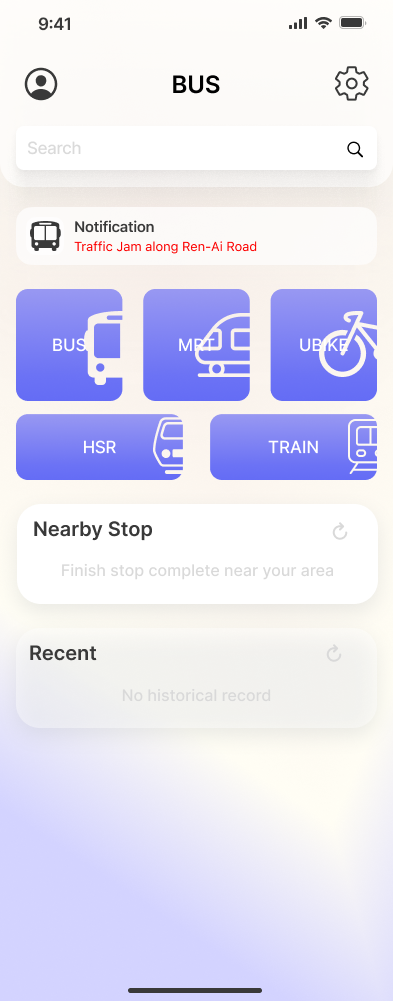 9:41
BUS
Search
Notification
Traffic Jam along Ren-Ai Road
BUS
MRT
UBIKE
HSR
TRAIN
Nearby Stop
Finish stop complete near your area
Recent
No historical record